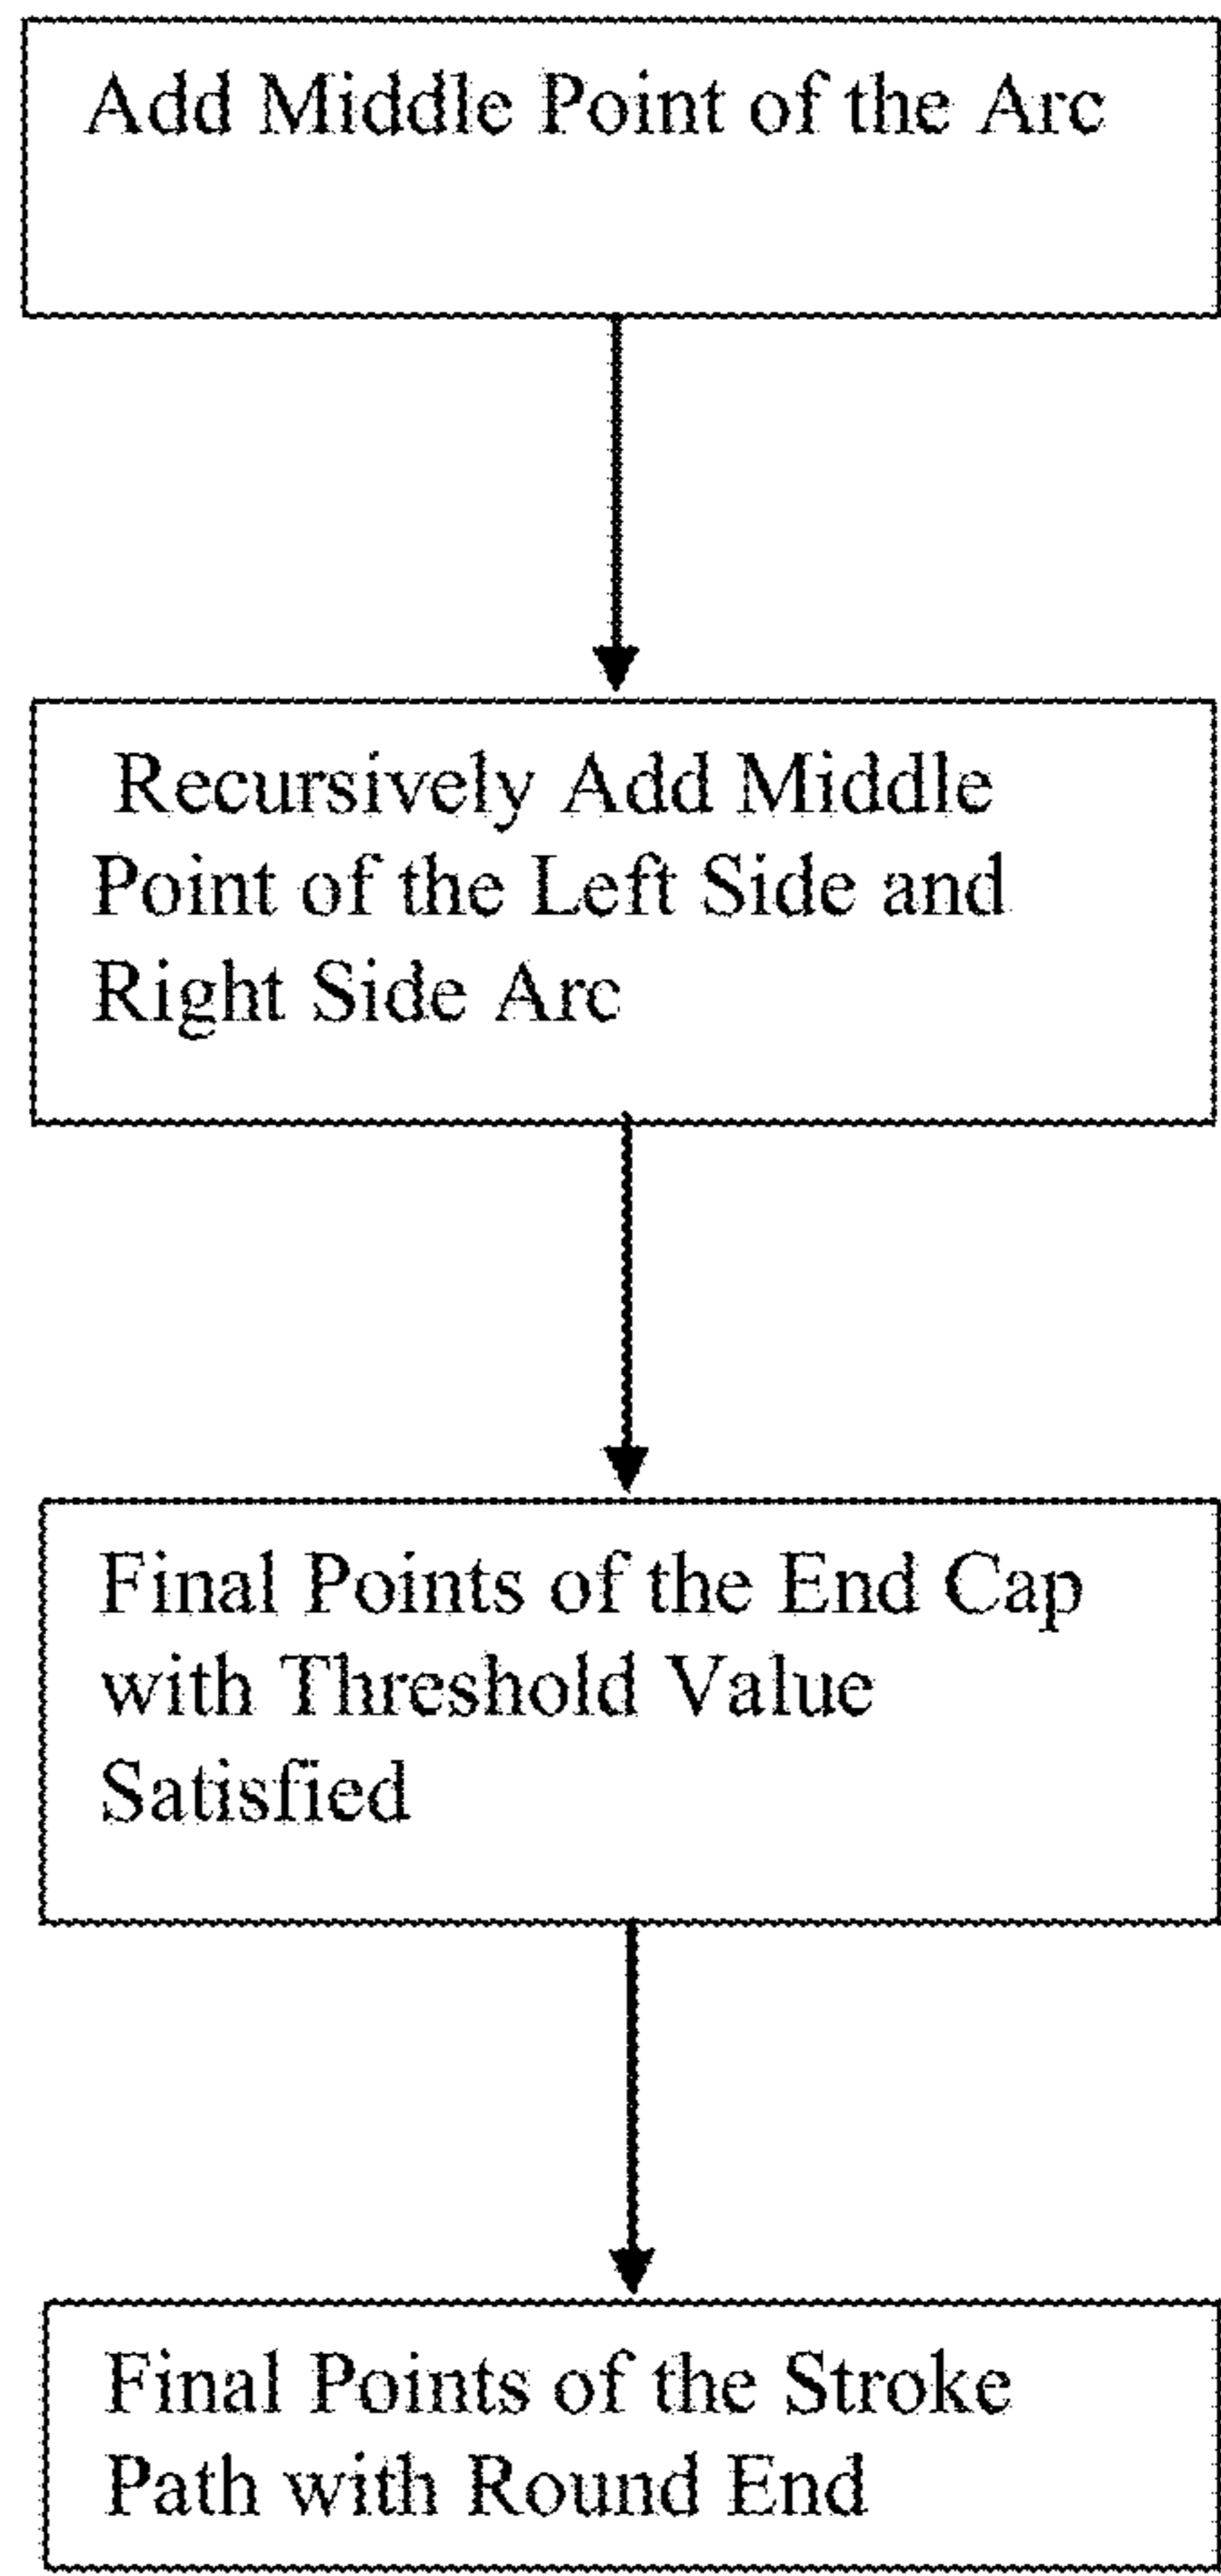 Add Middle Point of the Arc
Recursively Add Middle
Point of the Left Side and
Right Side Arc
Final Points of the End Cap
with Threshold Value
Satisfied
Final Points of the Stroke
Path with Round End